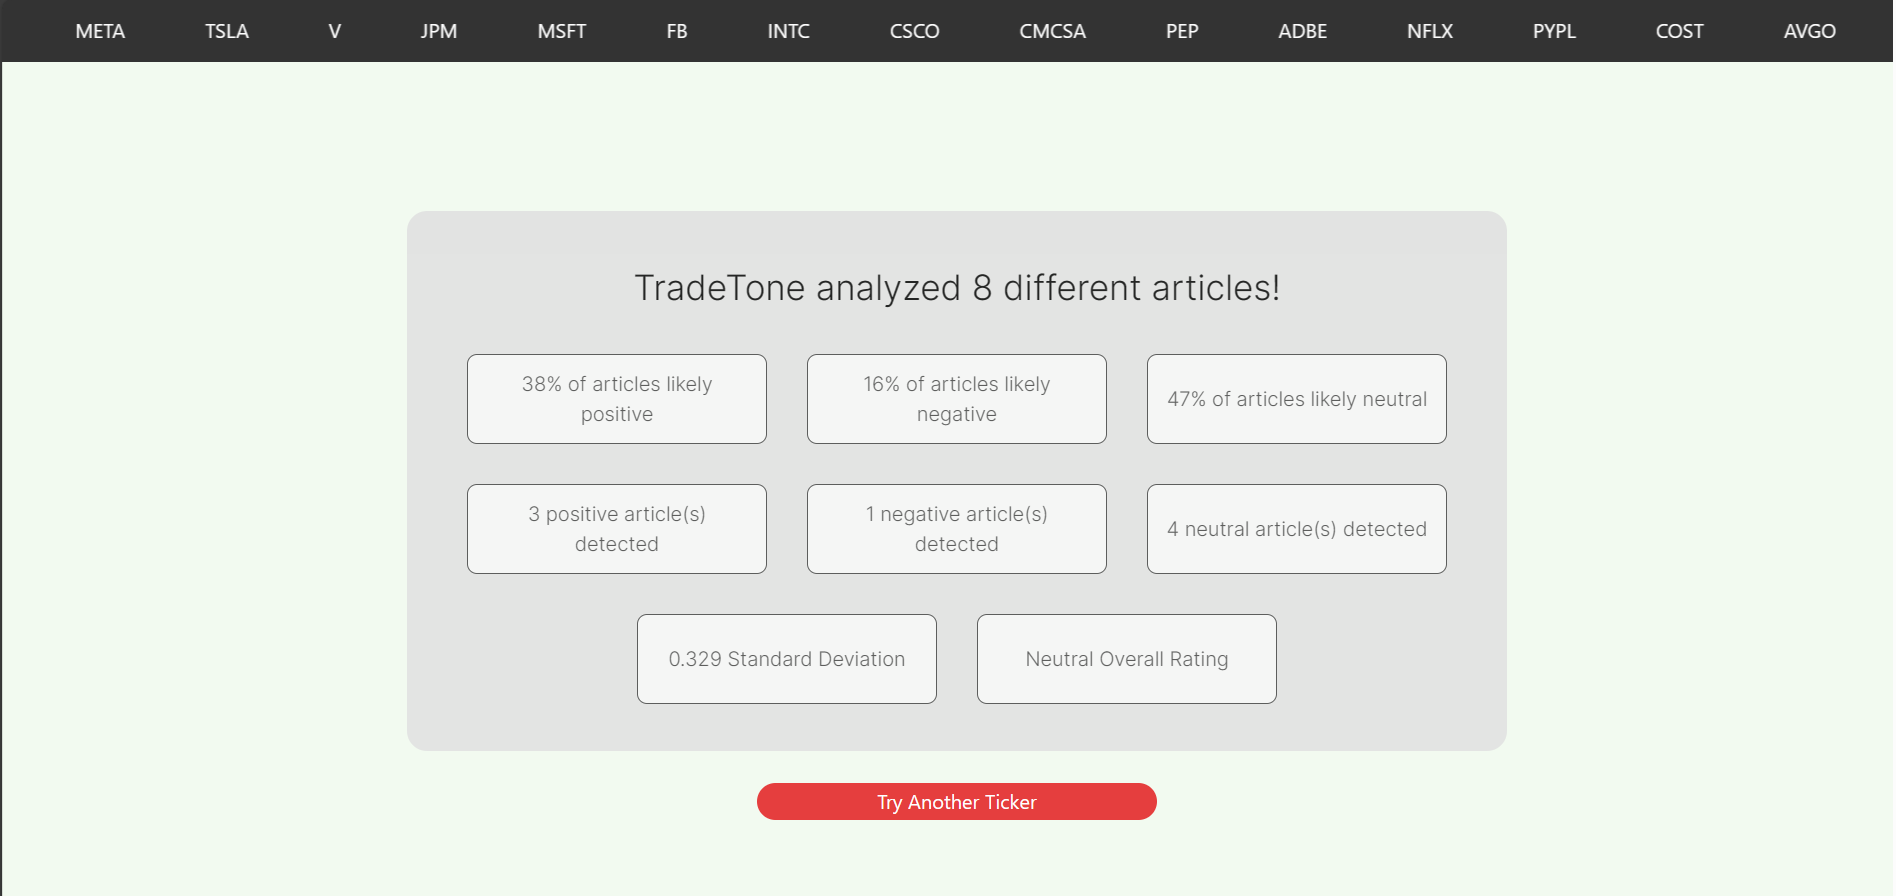 META TSLA V JPM MSFT FB INTC CSCO CMCSA PEP ADBE NFLX PYPL COST AVGO
TradeTone analyzed 8 different articles!
38% of articles likely
positive
16% of articles likely
negative
47% of articles likely neutral
3 positive article(s)
detected
1 negative article(s)
detected
4 neutral article(s) detected
0.329 Standard Deviation
Neutral Overall Rating
Try Another Ticker